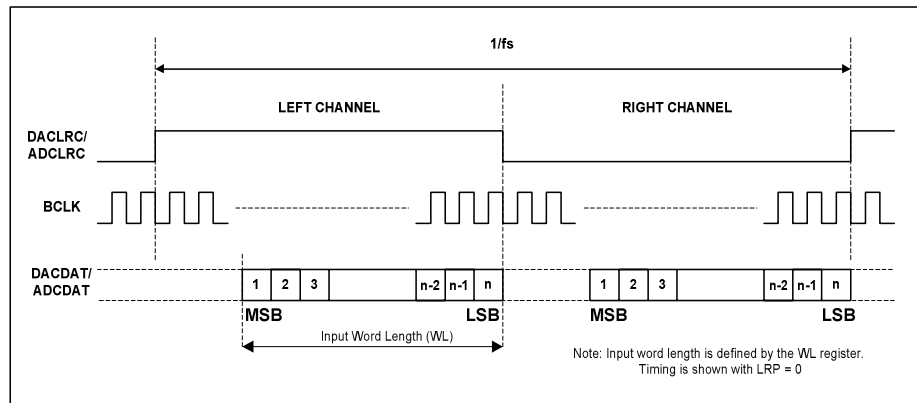 1/fs
LEFT CHANNEL
RIGHT CHANNEL
DACLRC/
ADCLRC
BCLK
DACDAT/
ADCDAT
1 2 3 n-2 n-1 n 1 2 3 n-2 n-1 n
MSB LSB MSB LSB
Input Word Length (WL)
Note: Input word length is defined by the WL register.
Timing is shown with LRP = 0